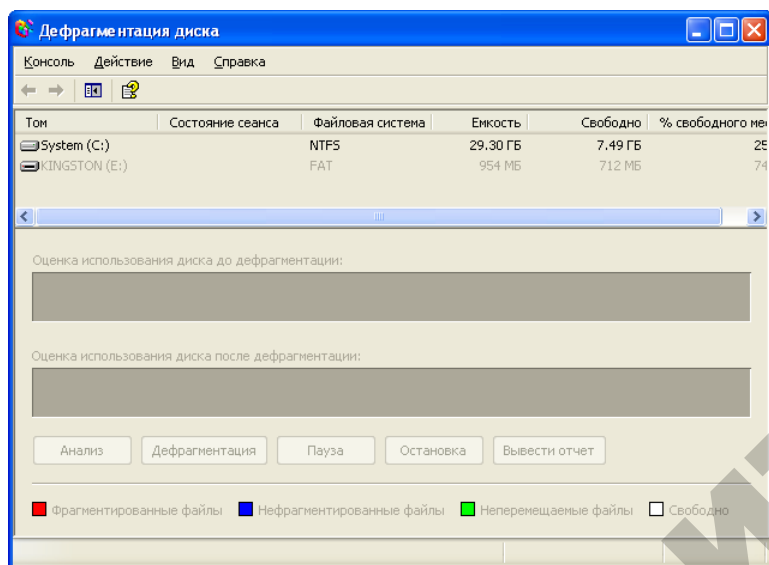 Дефрагментация диска
Консоль Действие Вид Справка
Том Состояние сеанса Файловая система Емкость Свободно % свободного
System (C:) NTFS 29.30 ГБ 7.49 ГБ 25
KINGSTON (E:) FAT 954 МБ 712 МБ 74
Оценка использования диска до дефрагментации:
Оценка использования диска после дефрагментации:
Анализ Дефрагментация Пауза Остановка Вывести отчет
Фрагментированные файлы Нефрагментированные файлы Неперемещаемые файлы Свободно